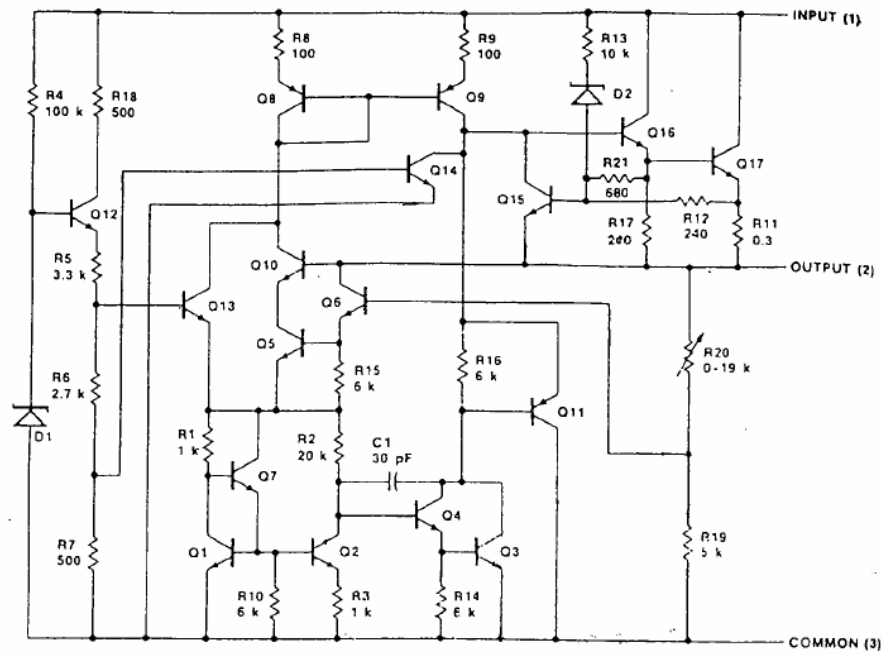 INPUT (1)
R8
100
R9
100
R13
10 k
R4
100 k
R18
500
Q8
Q9
D2
Q16
Q14
R21
680
Q17
Q15
Q12
R17
200
R12
240
R11
0.3
R5
3.3 k
Q10
OUTPUT (2)
Q13
Q6
Q5
R15
6 k
R16
6 k
R20
0-19 k
R6
2.7 k
Q11
D1
R1
1 k
R2
20 k
C1
30 pF
Q7
Q4
R7
500
Q1
Q2
Q3
R19
5 k
R10
6 k
R3
1 k
R14
6 k
COMMON (3)